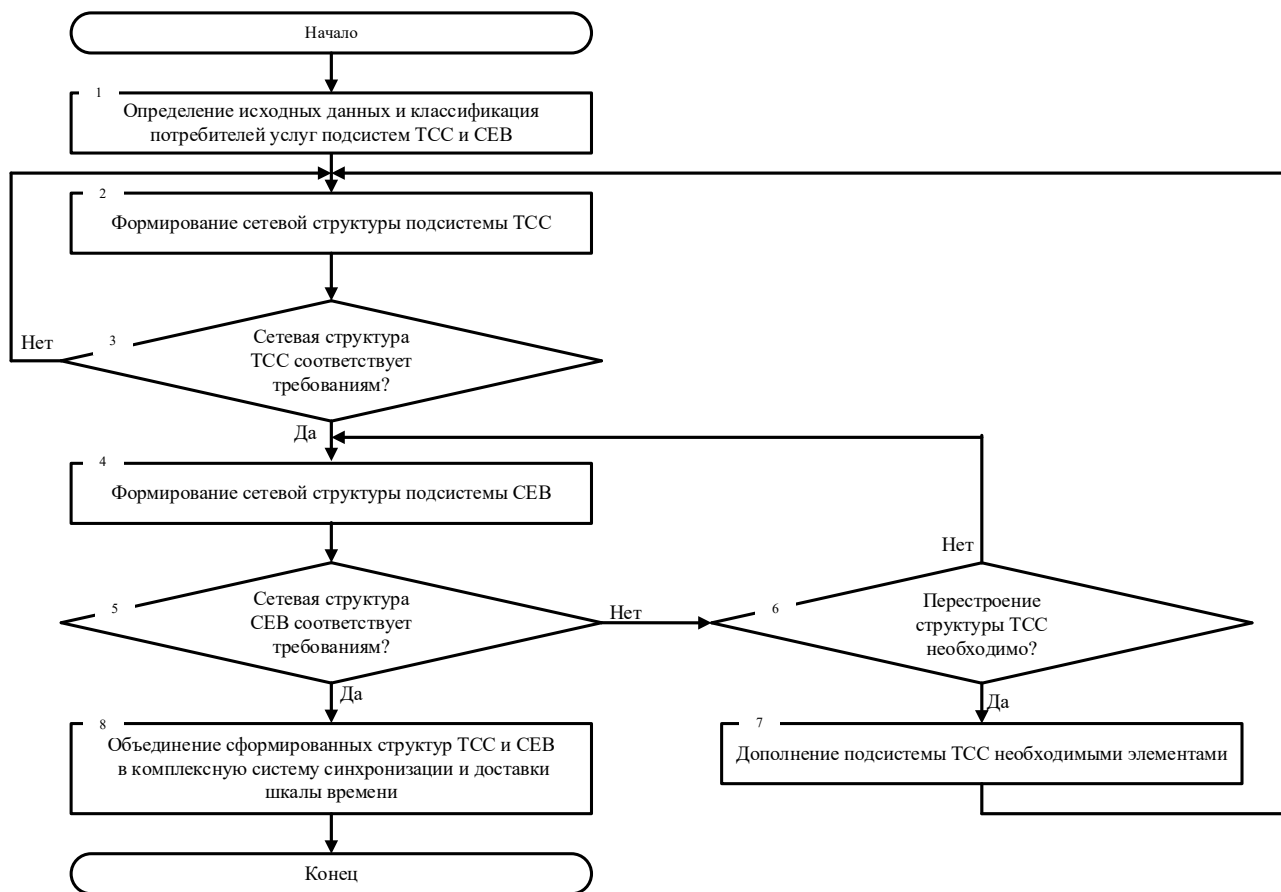 Начало
1
Определение исходных данных и классификация
потребителей услуг подсистем ТСС и СЕВ
2
Формирование сетевой структуры подсистемы ТСС
3
Сетевая структура
ТСС соответствует
требованиям?
Нет
Да
4
Формирование сетевой структуры подсистемы СЕВ
5
Сетевая структура
СЕВ соответствует
требованиям?
Нет
Да
6
Перестроение
структуры ТСС
необходимо?
Нет
Да
7
Дополнение подсистемы ТСС необходимыми элементами
8
Объединение сформированных структур ТСС и СЕВ
в комплексную систему синхронизации и доставки
шкалы времени
Конец